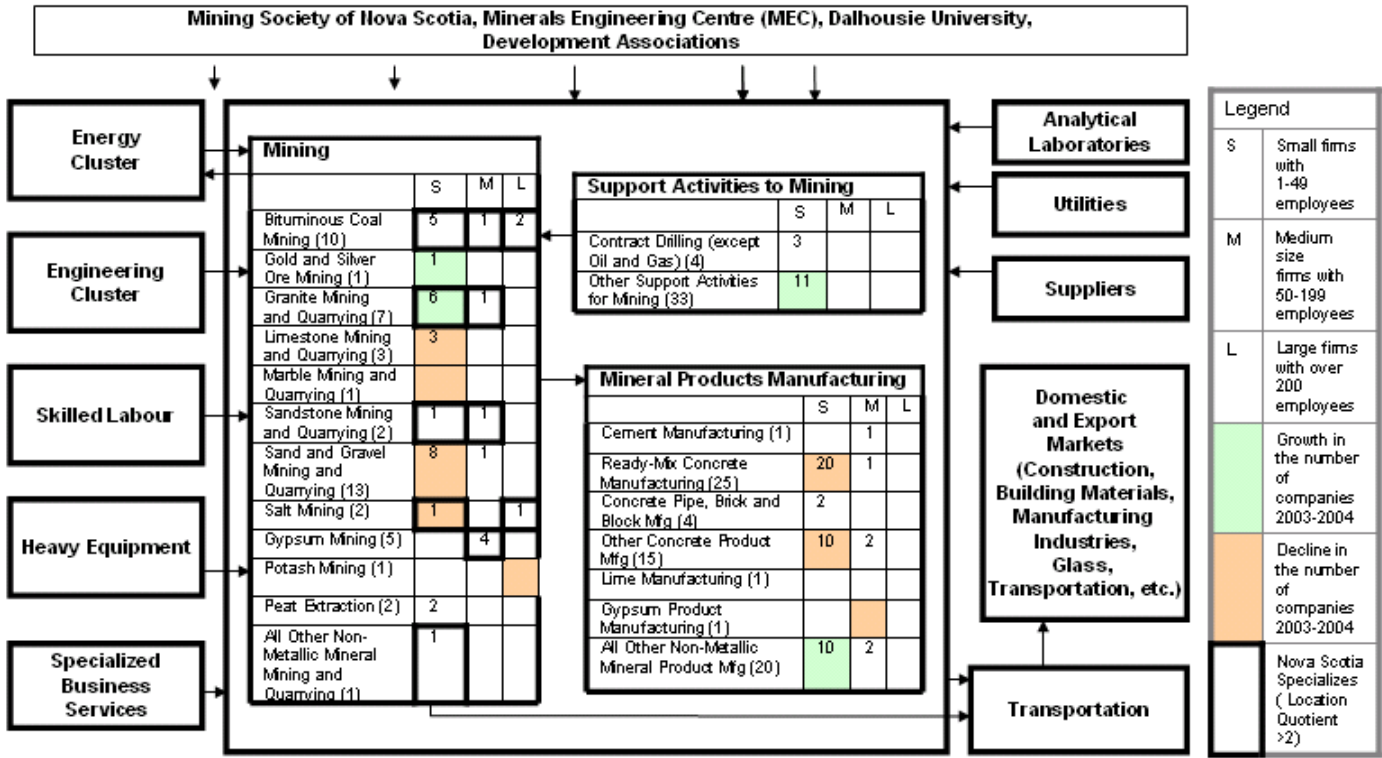 Mining Society of Nova Scotia, Minerals Engineering Centre (MEC), Dalhousie University,
Development Associations
Energy
Cluster
Engineering
Cluster
Skilled Labour
Heavy Equipment
Specialized
Business
Services
Mining
S M L
Bituminous Coal
Mining (10)
5 1 2
Gold and Silver
Ore Mining (1)
1
Granite Mining
and Quarrying (7)
6 1
Limestone Mining
and Quarrying (3)
3
Marble Mining and
Quarrying (1)
Sandstone Mining
and Quarrying (2)
1 1
Sand and Gravel
Mining and
Quarrying (13)
8 1
Salt Mining (2)
1 1
Gypsum Mining (5)
4
Potash Mining (1)
Peat Extraction (2)
2
All Other Non-
Metallic Mineral
Mining and
Quarrying (1)
1
Support Activities to Mining
S M L
Contract Drilling (except
Oil and Gas) (4)
3
Other Support Activities
for Mining (33)
11
Mineral Products Manufacturing
S M L
Cement Manufacturing (1)
1
Ready-Mix Concrete
Manufacturing (25)
20 1
Concrete Pipe, Brick and
Block Mfg (4)
2
Other Concrete Product
Mfg (15)
10 2
Lime Manufacturing (1)
Gypsum Product
Manufacturing (1)
All Other Non-Metallic
Mineral Product Mfg (20)
10 2
Analytical
Laboratories
Utilities
Suppliers
Domestic
and Export
Markets
(Construction,
Building Materials,
Manufacturing
Industries,
Glass,
Transportation, etc.)
Transportation
Legend
S
Small firms
with
1-49
employees
M
Medium
size
firms with
50-199
employees
L
Large firms
with over
200
employees
Growth in
the number
of
companies
2003-2004
Decline in
the number
of
companies
2003-2004
Nova Scotia
Specializes
( Location
Quotient
>2)